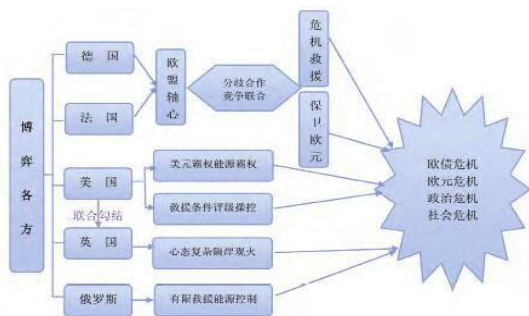 博弈各方
德 国
法 国
美 国
联合勾结
英 国
俄罗斯
欧盟轴心
分歧合作
竞争联合
危机救援
保卫欧元
美元霸权能源霸权
救援条件评级操控
心态复杂隔岸观火
有限救援能源控制
欧债危机
欧元危机
政治危机
社会危机